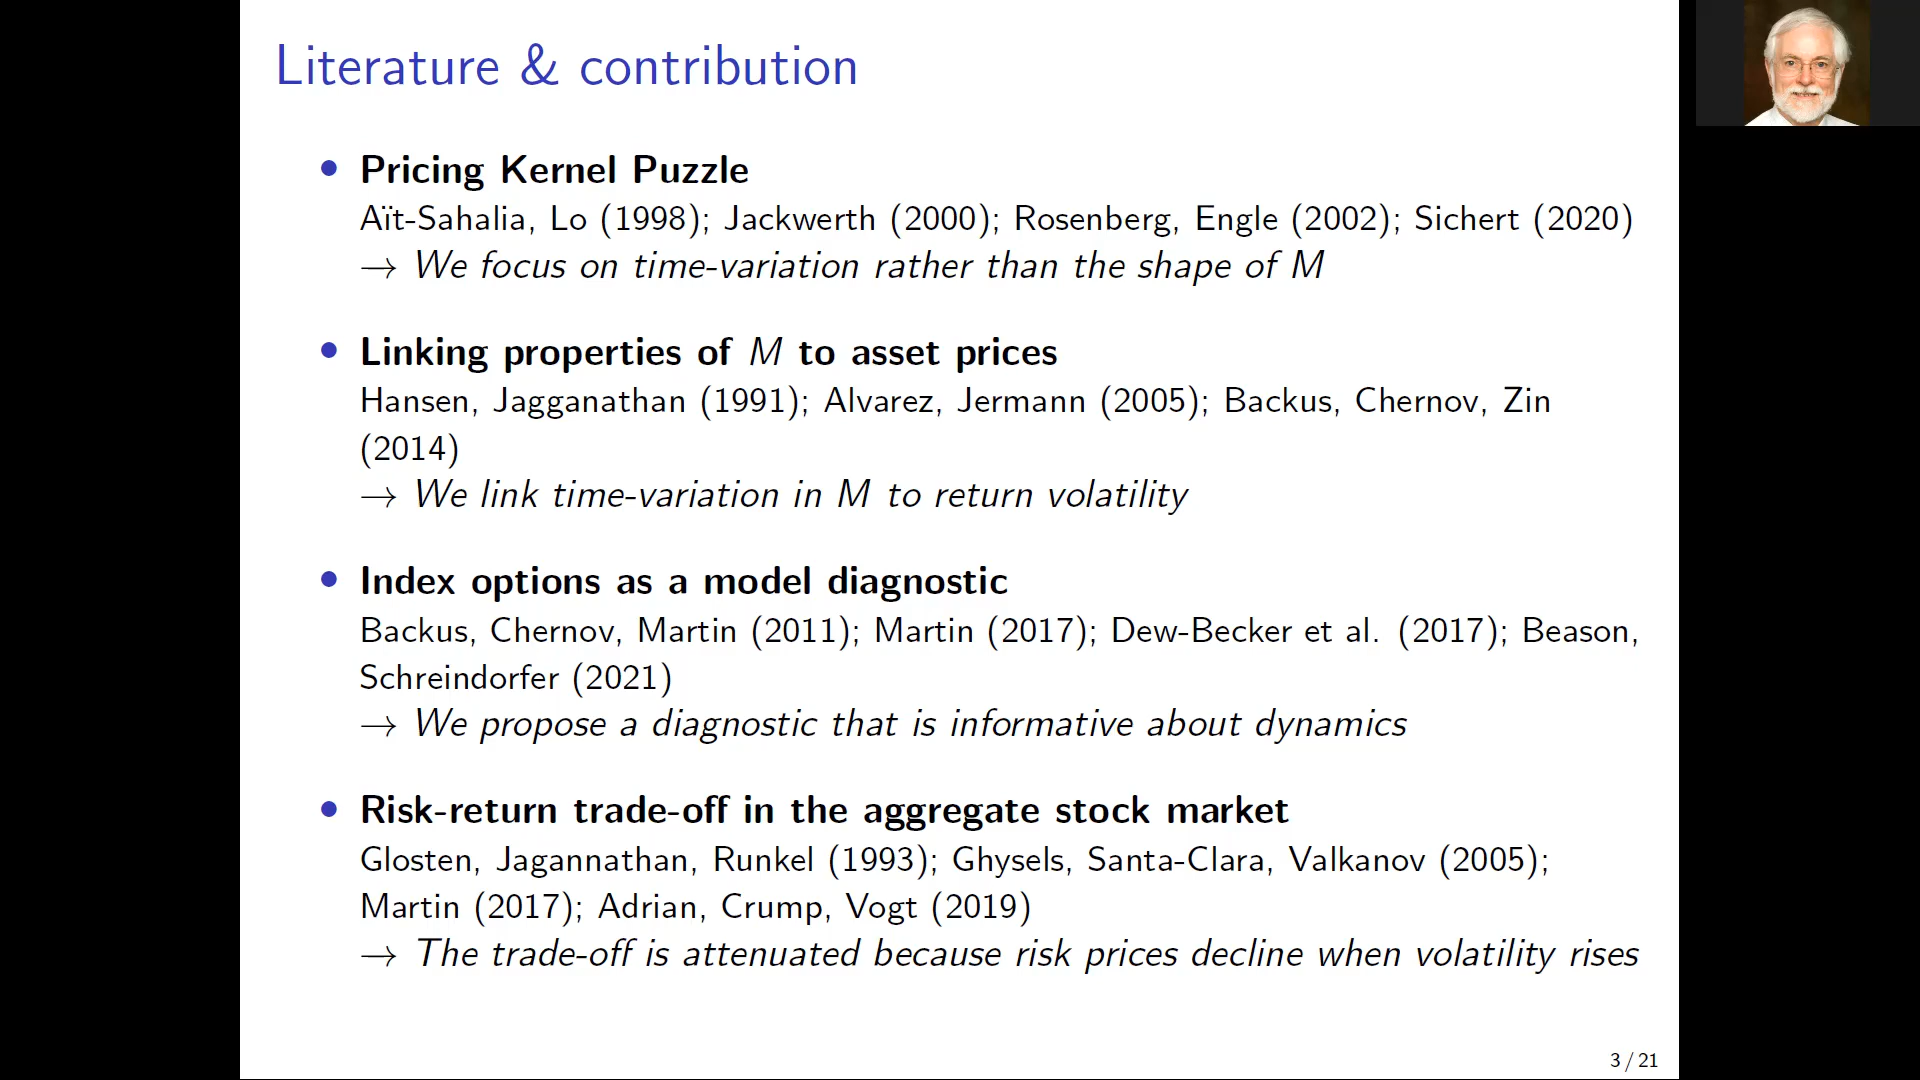 Literature & contribution
• Pricing Kernel Puzzle
Aït-Sahalia, Lo (1998); Jackwerth (2000); Rosenberg, Engle (2002); Sichert (2020)
→ We focus on time-variation rather than the shape of M
• Linking properties of M to asset prices
Hansen, Jagganathan (1991); Alvarez, Jermann (2005); Backus, Chernov, Zin
(2014)
→ We link time-variation in M to return volatility
• Index options as a model diagnostic
Backus, Chernov, Martin (2011); Martin (2017); Dew-Becker et al. (2017); Beason,
Schreindorfer (2021)
→ We propose a diagnostic that is informative about dynamics
• Risk-return trade-off in the aggregate stock market
Glosten, Jagannathan, Runkel (1993); Ghysels, Santa-Clara, Valkanov (2005);
Martin (2017); Adrian, Crump, Vogt (2019)
→ The trade-off is attenuated because risk prices decline when volatility rises
3 / 21